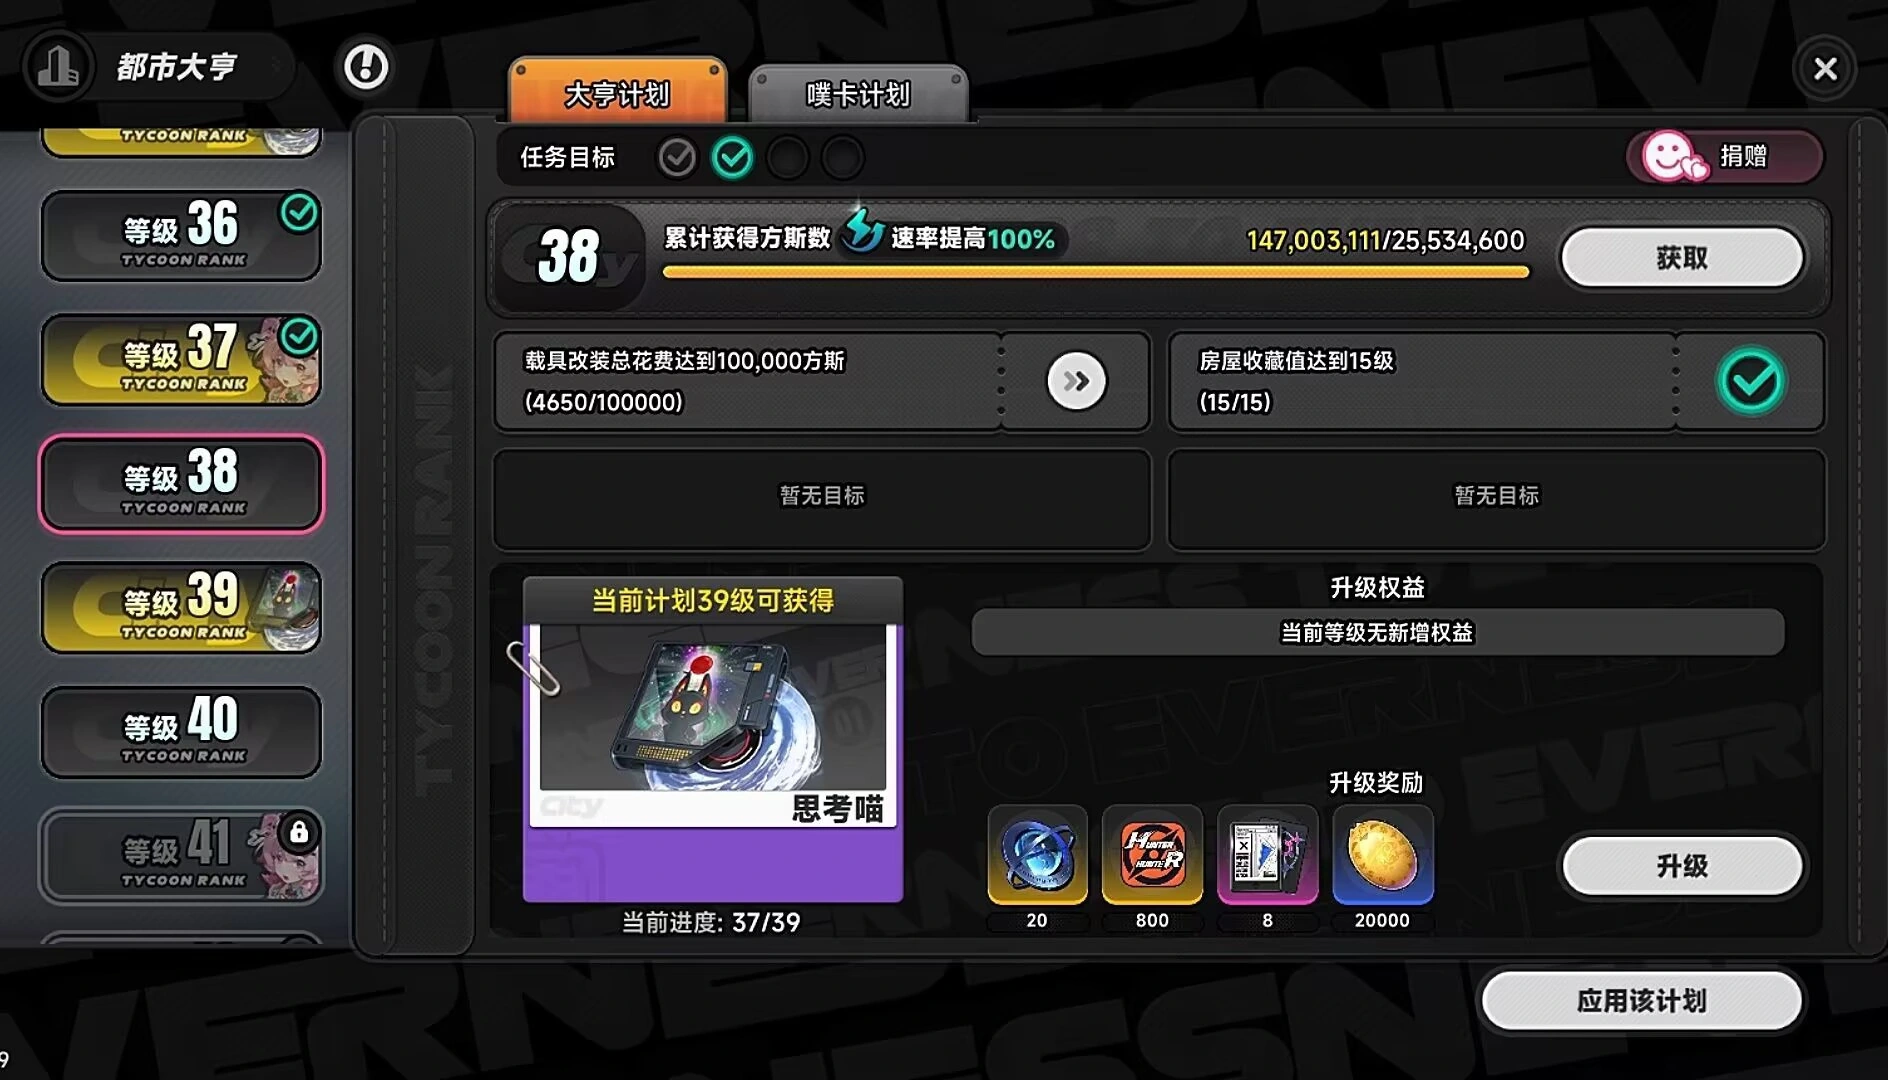 都市大亨
大亨计划
噗卡计划
任务目标
捐赠
TYCOON RANK
等级 36
TYCOON RANK
等级 37
TYCOON RANK
等级 38
TYCOON RANK
等级 39
TYCOON RANK
等级 40
TYCOON RANK
等级 41
TYCOON RANK
TYCOON RANK
38
累计获得方斯数 速率提高100%
147,003,111/25,534,600
获取
载具改装总花费达到100,000方斯
(4650/100000)
房屋收藏值达到15级
(15/15)
暂无目标
暂无目标
当前计划39级可获得
City
思考喵
当前进度: 37/39
升级权益
当前等级无新增权益
升级奖励
HUNTER
HUNTER
20
800
8
20000
升级
应用该计划
9